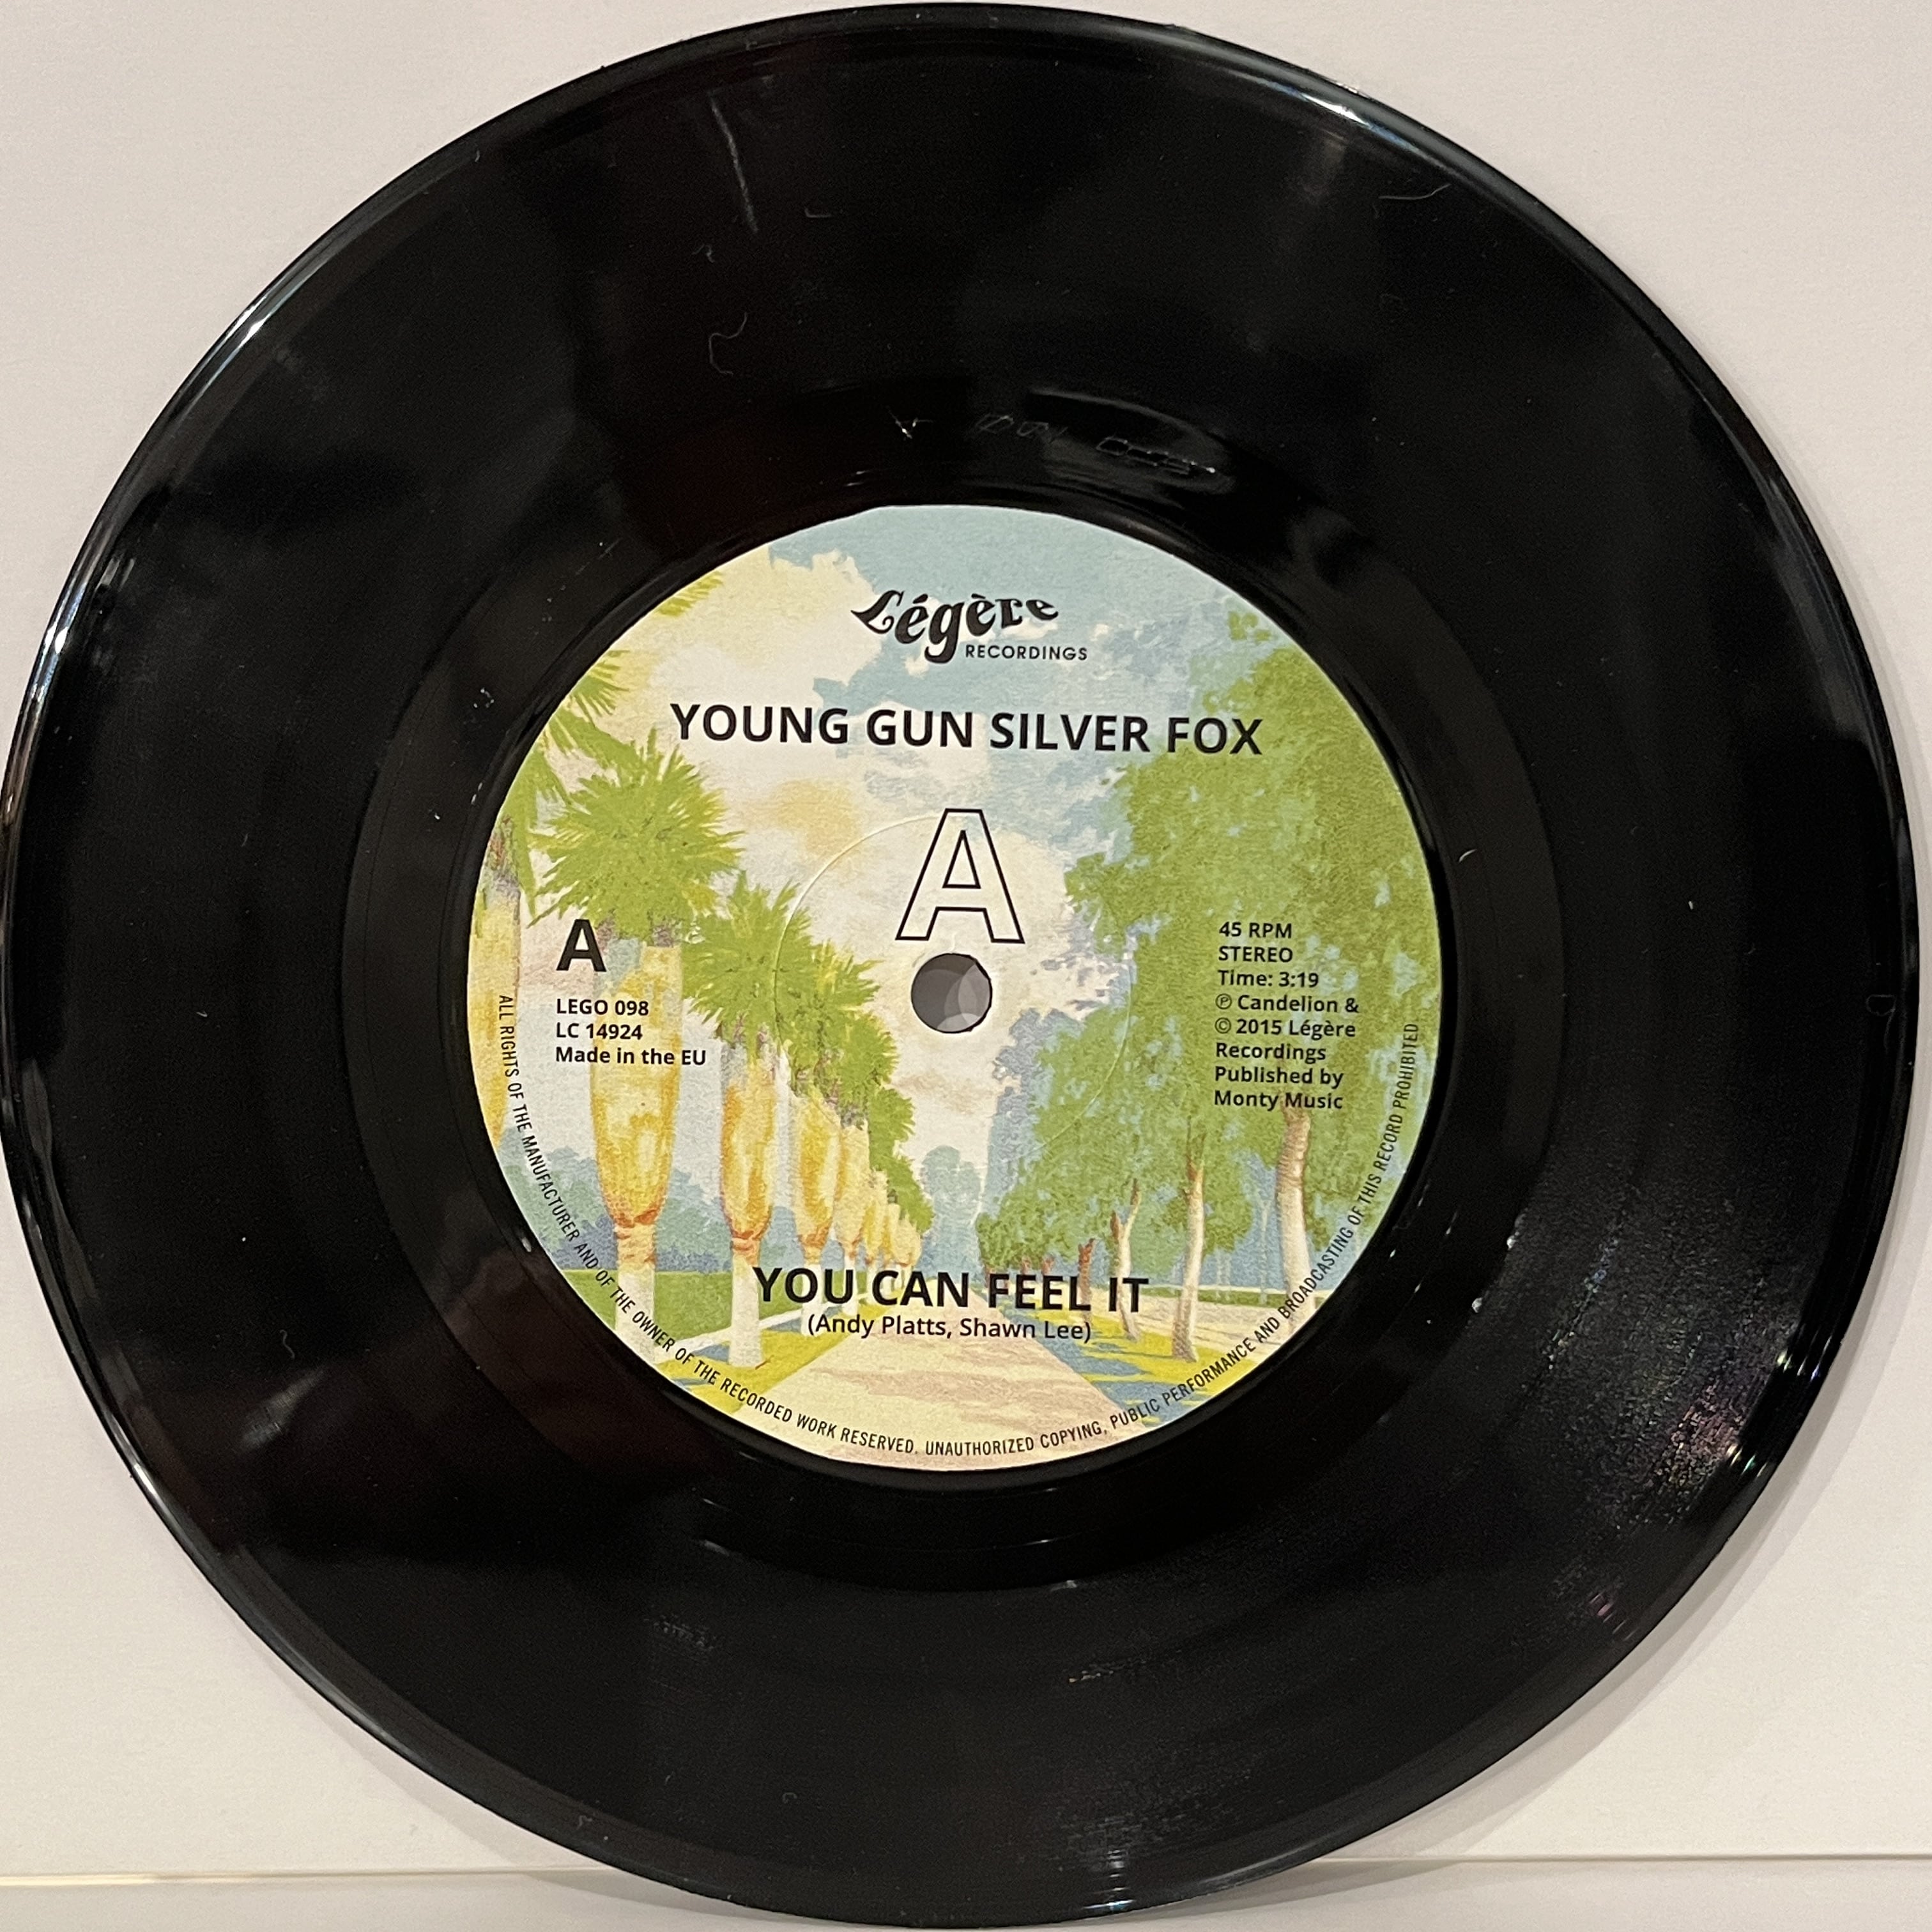 Légère
RECORDINGS
YOUNG GUN SILVER FOX
A
A
LEGO 098
LC 14924
Made in the EU
45 RPM
STEREO
Time: 3:19
℗ Candelion &
© 2015 Légère
Recordings
Published by
Monty Music
YOU CAN FEEL IT
(Andy Platts, Shawn Lee)
ALL RIGHTS OF THE MANUFACTURER AND OF THE OWNER OF THE RECORDED WORK RESERVED. UNAUTHORIZED COPYING, PUBLIC PERFORMANCE AND BROADCASTING OF THIS RECORD PROHIBITED